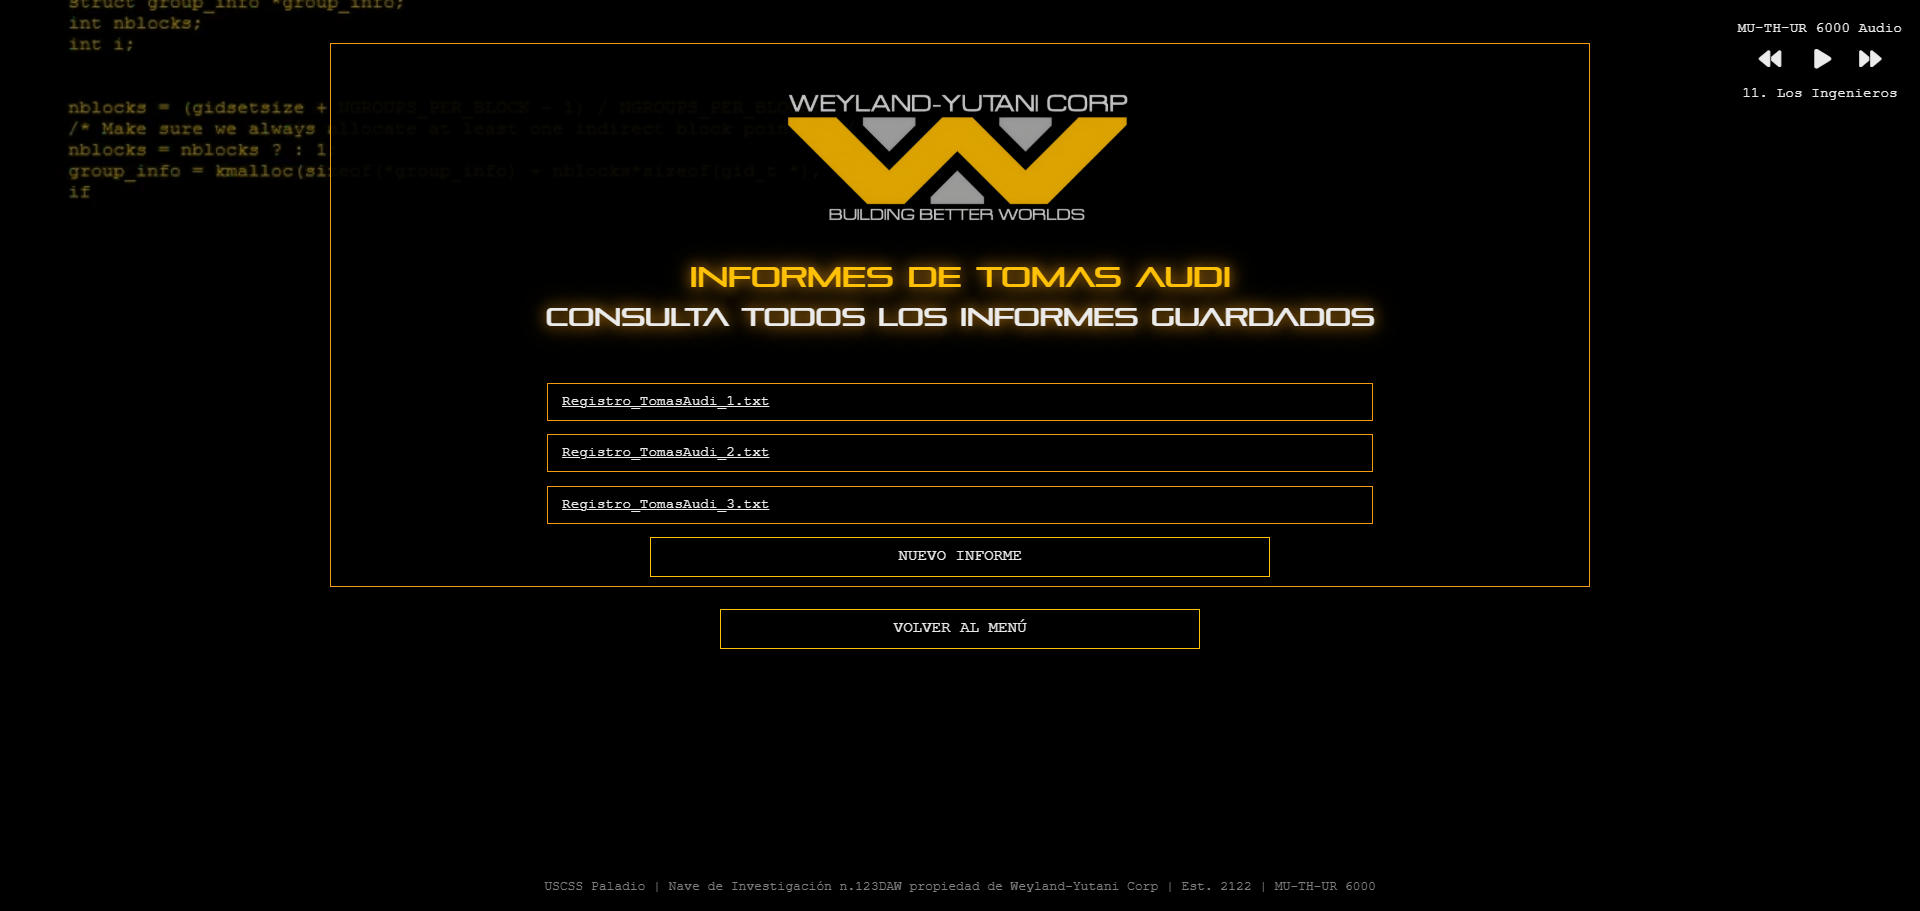 struct group_info *group_info;
int nblocks;
int i;
nblocks = (gidsetsize + NGROUPS_PER_BLOCK - 1) / NGROUPS_PER_BLO
/* Make sure we always allocate at least one indirect block poin
nblocks = nblocks ? : 1
group_info = kmalloc(sizeof(*group_info) + nblocks*sizeof(gid_t *),
if
MU-TH-UR 6000 Audio
11. Los Ingenieros
WEYLAND-YUTANI CORP
BUILDING BETTER WORLDS
INFORMES DE TOMAS AUDI
CONSULTA TODOS LOS INFORMES GUARDADOS
Registro_TomasAudi_1.txt
Registro_TomasAudi_2.txt
Registro_TomasAudi_3.txt
NUEVO INFORME
VOLVER AL MENÚ
USCSS Paladio | Nave de Investigación n.123DAW propiedad de Weyland-Yutani Corp | Est. 2122 | MU-TH-UR 6000